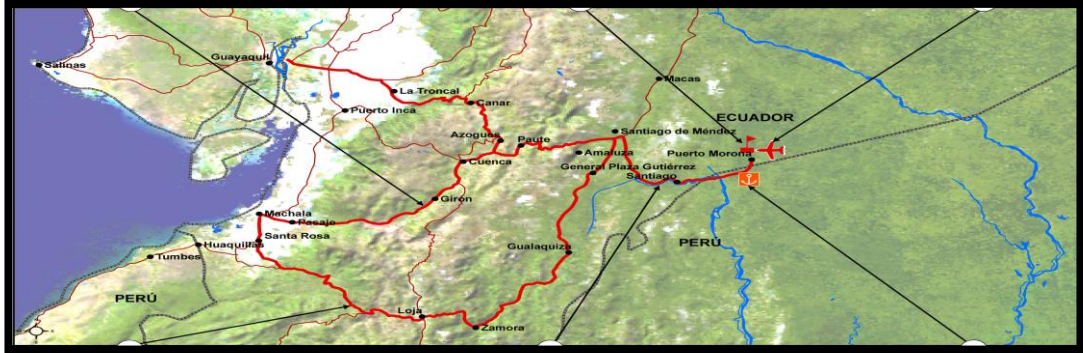 Salinas
Guayaquil
La Troncal
Canar
Puerto Inca
Macas
ECUADOR
Azogues
Paute
Santiago de Méndez
Cuenca
Amaluza
Puerto Morona
General Plaza Gutiérrez
Santiago
Girón
Machala
Pasaje
Santa Rosa
Huaquillas
Tumbes
Gualaquiza
PERÚ
PERÚ
Loja
Zamora